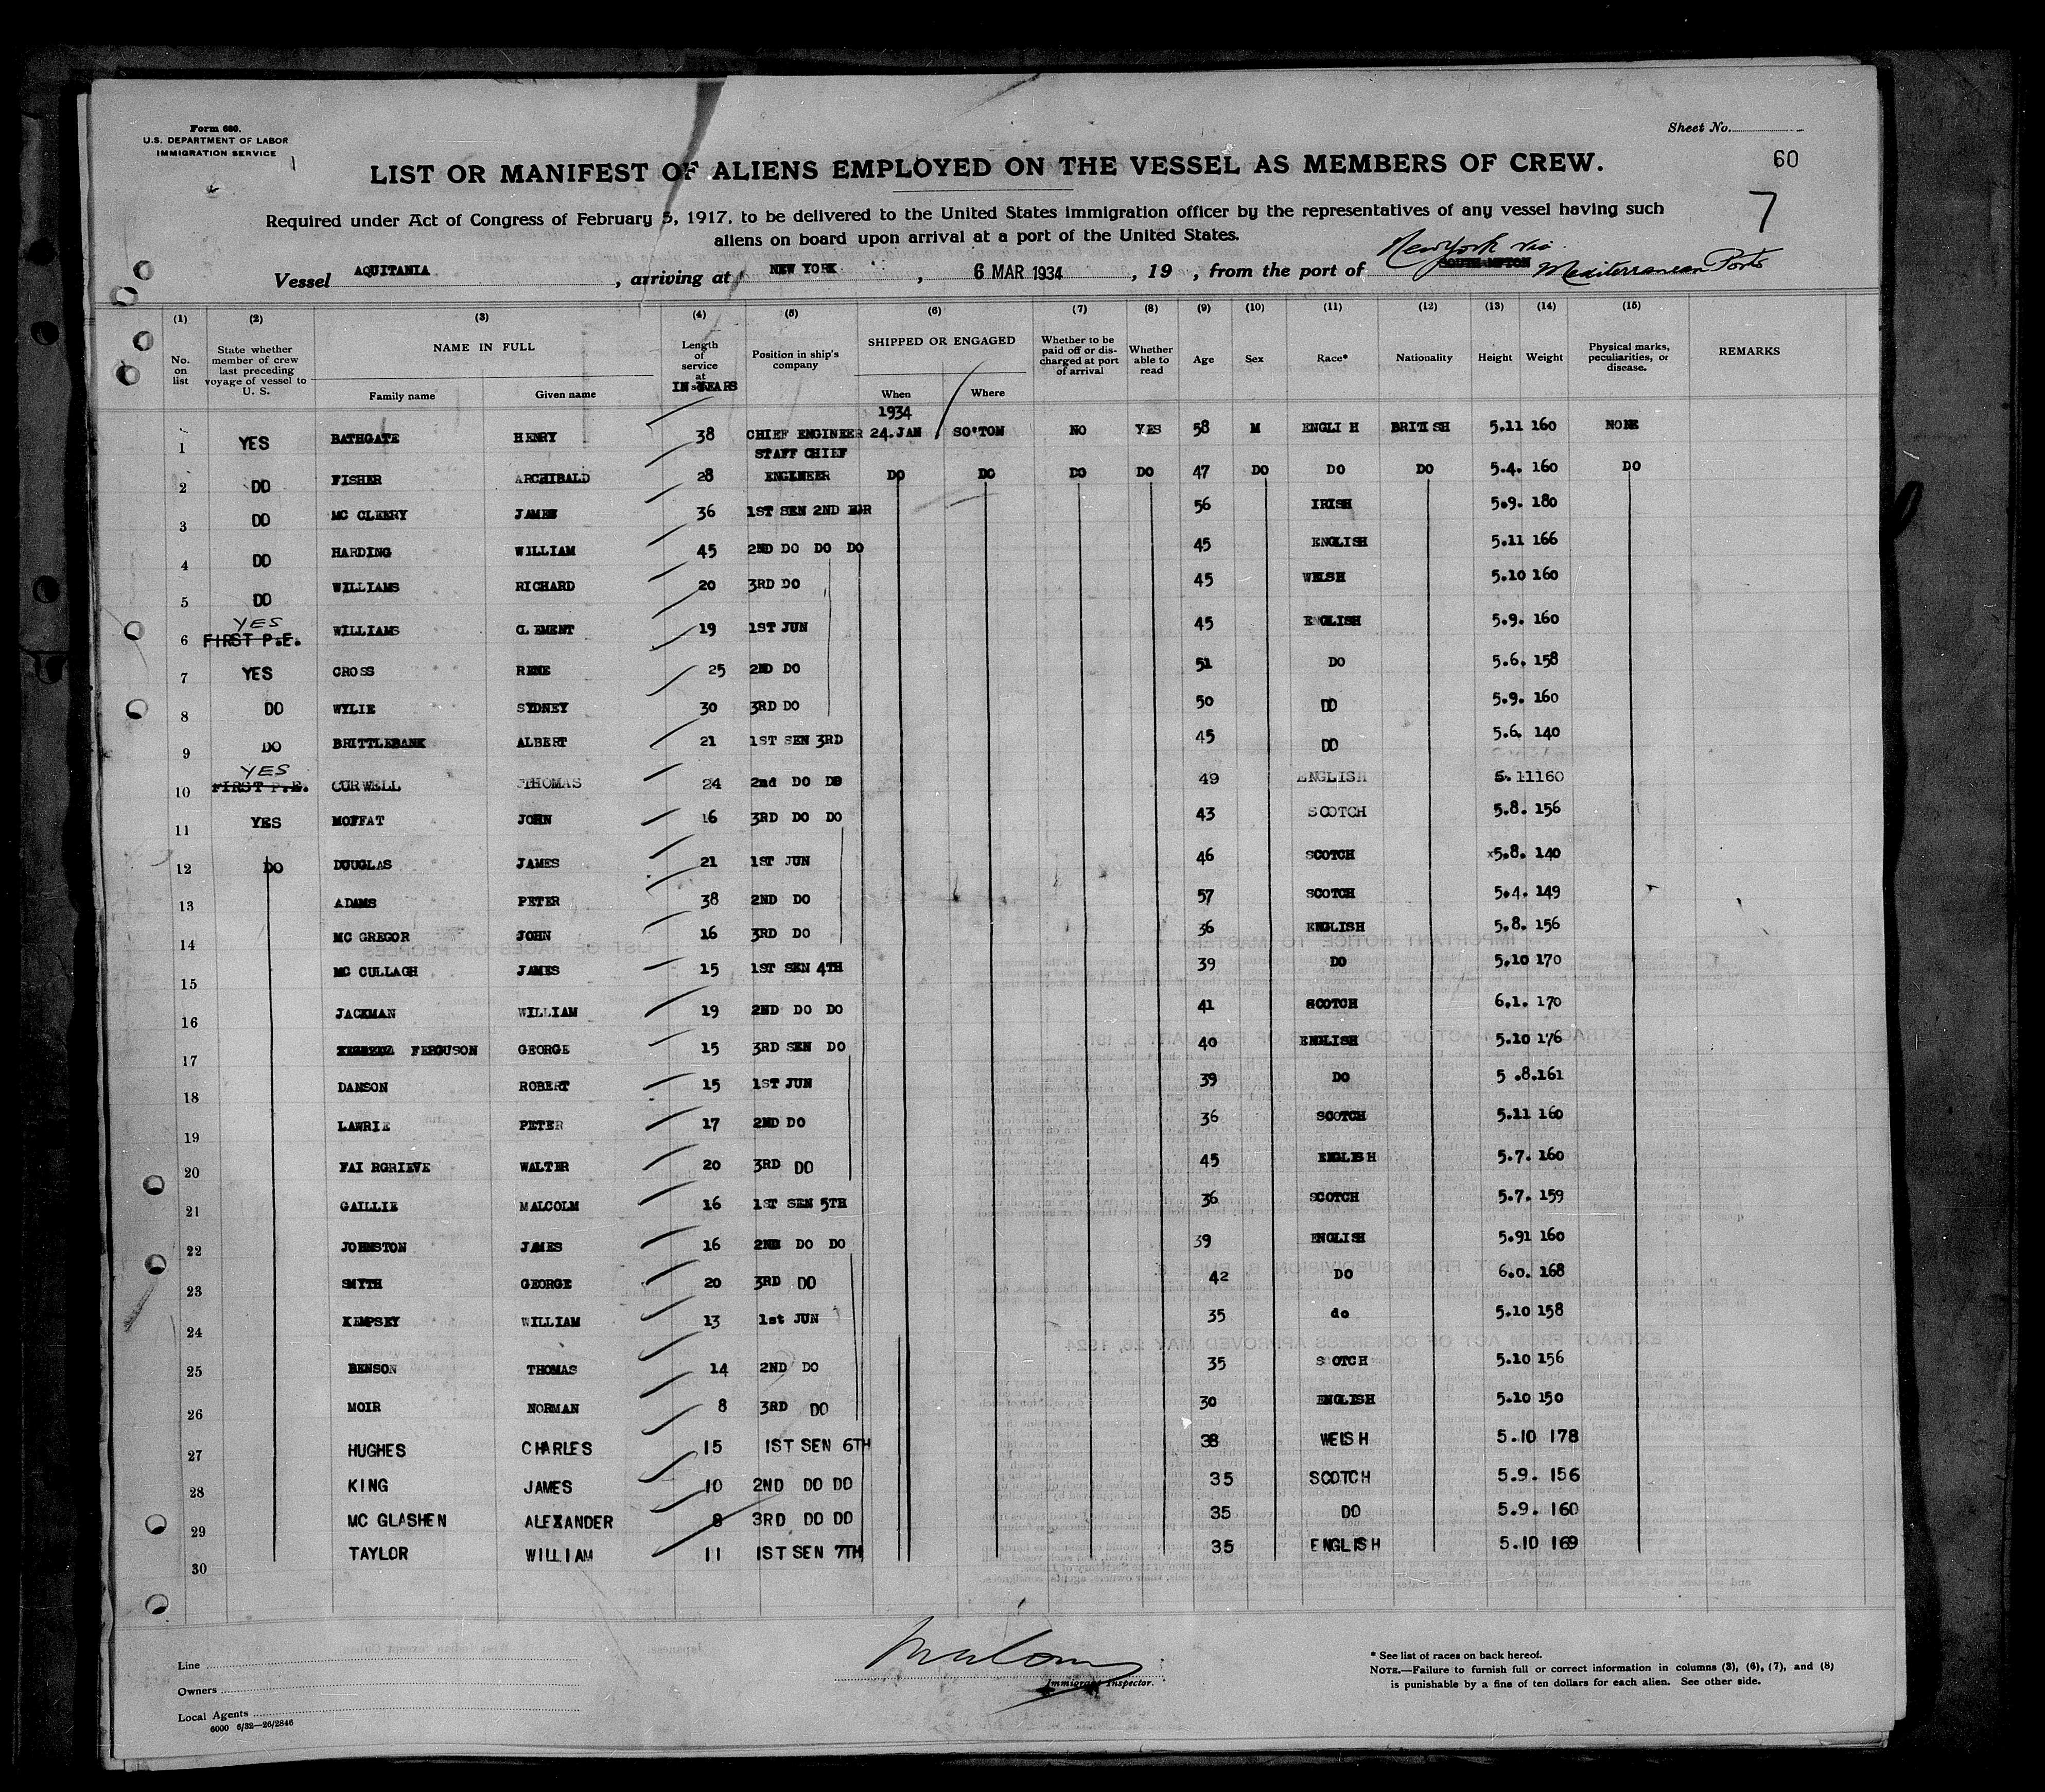 Form 680.
U.S. DEPARTMENT OF LABOR
IMMIGRATION SERVICE
Sheet No.
60
7
LIST OR MANIFEST OF ALIENS EMPLOYED ON THE VESSEL AS MEMBERS OF CREW.
Required under Act of Congress of February 5, 1917, to be delivered to the United States immigration officer by the representatives of any vessel having such
aliens on board upon arrival at a port of the United States.
Vessel AQUITANIA, arriving at NEW YORK, 6 MAR 1934, 19 , from the port of SOUTHAMPTON New York via Mediterranean Ports
(1) (2) (3) (4) (5) (6) (7) (8) (9) (10) (11) (12) (13) (14) (15)
No. on list
State whether member of crew last preceding voyage of vessel to U. S.
NAME IN FULL
Family name
Given name
Length of service at
IN YEARS
Position in ship's company
SHIPPED OR ENGAGED
When
Where
Whether to be paid off or discharged at port of arrival
Whether able to read
Age
Sex
Race*
Nationality
Height
Weight
Physical marks, peculiarities, or disease.
REMARKS
1934
1 YES BATHGATE HENRY 38 CHIEF ENGINEER 24.JAN SO'TON NO YES 58 M ENGLI H BRITISH 5.11 160 NONE
STAFF CHIEF
2 DO FISHER ARCHIBALD 28 ENGINEER DO DO DO DO 47 DO DO DO 5.4. 160 DO
3 DO MC CLEERY JAMES 36 1ST SEN 2ND 56 IRISH 5.9. 180
4 DO HARDING WILLIAM 45 2ND DO DO DO 45 ENGLISH 5.11 166
5 DO WILLIAMS RICHARD 20 3RD DO 45 WELSH 5.10 160
YES
6 FIRST P.E. WILLIAMS CLEMENT 19 1ST JUN 45 ENGLISH 5.9. 160
7 YES CROSS RENE 25 2ND DO 51 DO 5.6. 158
8 DO WYLIE SYDNEY 30 3RD DO 50 DO 5.9. 160
9 DO BRITTLEBANK ALBERT 21 1ST SEN 3RD 45 DO 5.6. 140
YES
10 FIRST P.E. CURWELL THOMAS 24 2nd DO DO 49 ENGLISH 5.11160
11 YES MOFFAT JOHN 16 3RD DO DO 43 SCOTCH 5.8. 156
12 DO DOUGLAS JAMES 21 1ST JUN 46 SCOTCH 5.8. 140
13 ADAMS PETER 38 2ND DO 57 SCOTCH 5.4. 149
14 MC GREGOR JOHN 16 3RD DO 36 ENGLISH 5.8. 156
15 MC CULLAGH JAMES 15 1ST SEN 4TH 39 DO 5.10 170
16 JACKMAN WILLIAM 19 2ND DO DO 41 SCOTCH 6.1. 170
17 FERGUSON GEORGE 15 3RD SEN DO 40 ENGLISH 5.10 176
18 DANSON ROBERT 15 1ST JUN 39 DO 5 .8.161
19 LAWRIE PETER 17 2ND DO 36 SCOTCH 5.11 160
20 FAI RGRIEVE WALTER 20 3RD DO 45 ENGLISH 5.7. 160
21 GAILLIE MALCOLM 16 1ST SEN 5TH 36 SCOTCH 5.7. 159
22 JOHNSTON JAMES 16 2ND DO DO 39 ENGLISH 5.91 160
23 SMYTH GEORGE 20 3RD DO 42 DO 6.0. 168
24 KEMPSEY WILLIAM 13 1st JUN 35 do 5.10 158
25 BENSON THOMAS 14 2ND DO 35 S OTCH 5.10 156
26 MOIR NORMAN 8 3RD DO 30 ENGLISH 5.10 150
27 HUGHES CHARLES 15 1ST SEN 6TH 38 WELSH 5.10 178
28 KING JAMES 10 2ND DO DO 35 SCOTCH 5.9. 156
29 MC GLASHEN ALEXANDER 8 3RD DO DO 35 DO 5.9. 160
30 TAYLOR WILLIAM 11 1ST SEN 7TH 35 ENGLISH 5.10 169
Line
Owners
Local Agents
6000 6/32—26/2846
Immigrant Inspector.
* See list of races on back hereof.
NOTE.—Failure to furnish full or correct information in columns (3), (6), (7), and (8)
is punishable by a fine of ten dollars for each alien. See other side.